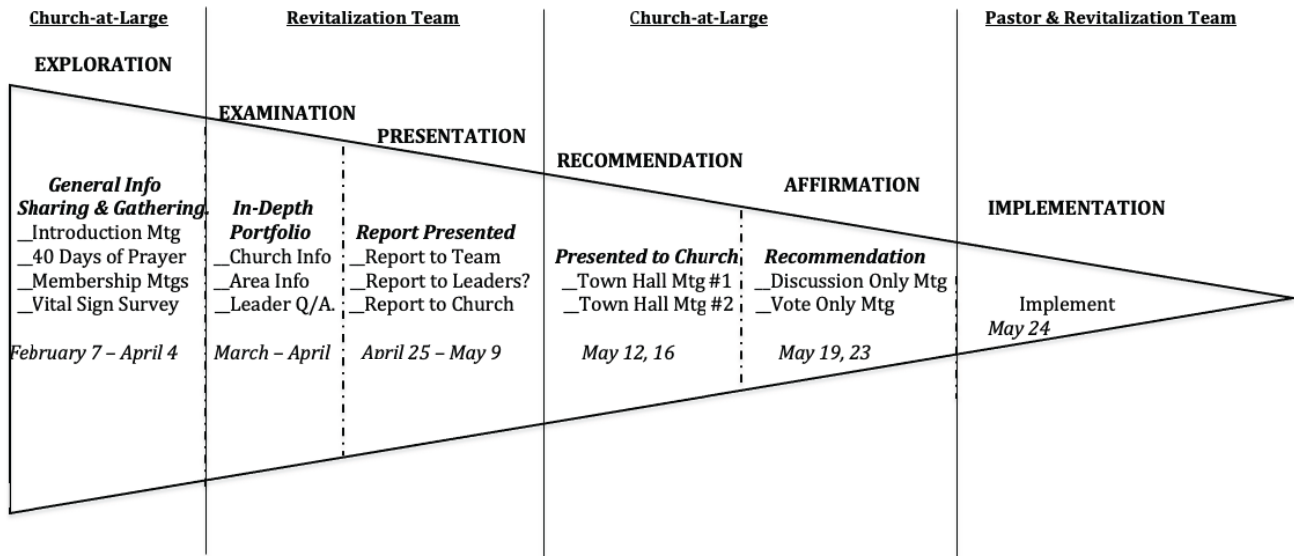 Church-at-Large
Revitalization Team
Church-at-Large
Pastor & Revitalization Team
EXPLORATION
EXAMINATION
PRESENTATION
RECOMMENDATION
AFFIRMATION
IMPLEMENTATION
General Info
Sharing & Gathering.
__Introduction Mtg
__40 Days of Prayer
__Membership Mtgs
__Vital Sign Survey
February 7 – April 4
In-Depth
Portfolio
__Church Info
__Area Info
__Leader Q/A.
March – April
Report Presented
__Report to Team
__Report to Leaders?
__Report to Church
April 25 – May 9
Presented to Church
__Town Hall Mtg #1
__Town Hall Mtg #2
May 12, 16
Recommendation
__Discussion Only Mtg
__Vote Only Mtg
May 19, 23
Implement
May 24